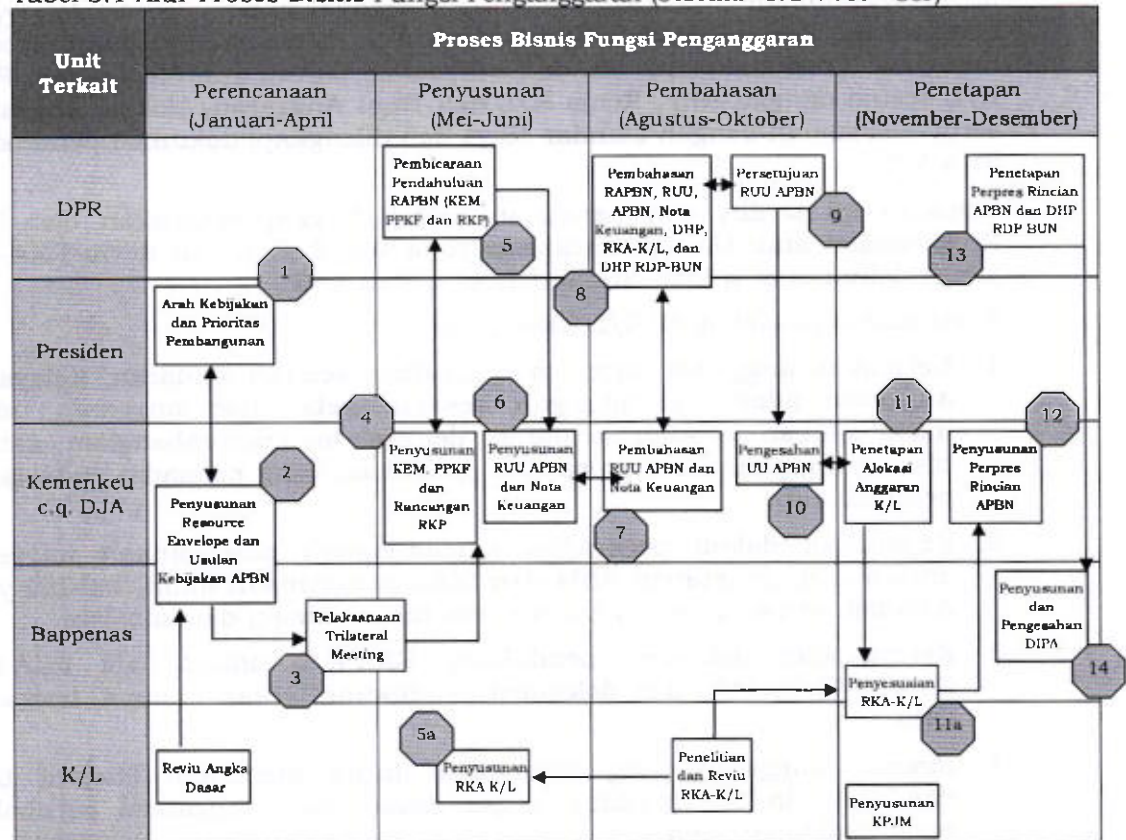 Proses Bisnis Fungsi Penganggaran
Unit
Terkait
Perencanaan
(Januari-April
Penyusunan
(Mei-Juni)
Pembahasan
(Agustus-Oktober)
Penetapan
(November-Desember)
DPR
Pembicaraan
Pendahuluan
RAPBN (KEM
PPKF dan RKP)
5
Pembahasan
RAPBN, RUU,
APBN, Nota
Keuangan, DHP,
RKA-K/L, dan
DHP RDP-BUN
8
Persetujuan
RUU APBN
9
Penetapan
Perpres Rincian
APBN dan DHP
RDP BUN
13
Presiden
1
Arah Kebijakan
dan Prioritas
Pembangunan
Kemenkeu
c.q. DJA
2
Penyusunan
Resource
Envelope dan
Usulan
Kebijakan APBN
4
Penyusunan
KEM, PPKF
dan
Rancangan
RKP
6
Penyusunan
RUU APBN
dan Nota
Keuangan
Pembahasan
RUU APBN dan
Nota Keuangan
7
Pengesahan
UU APBN
10
11
Penetapan
Alokasi
Anggaran
K/L
12
Penyusunan
Perpres
Rincian
APBN
Bappenas
Pelaksanaan
Trilateral
Meeting
3
Penyusunan
dan
Pengesahan
DIPA
14
Penyesuaian
RKA-K/L
11a
K/L
Reviu Angka
Dasar
5a
Penyusunan
RKA K/L
Penelitian
dan Reviu
RKA-K/L
Penyusunan
KPJM